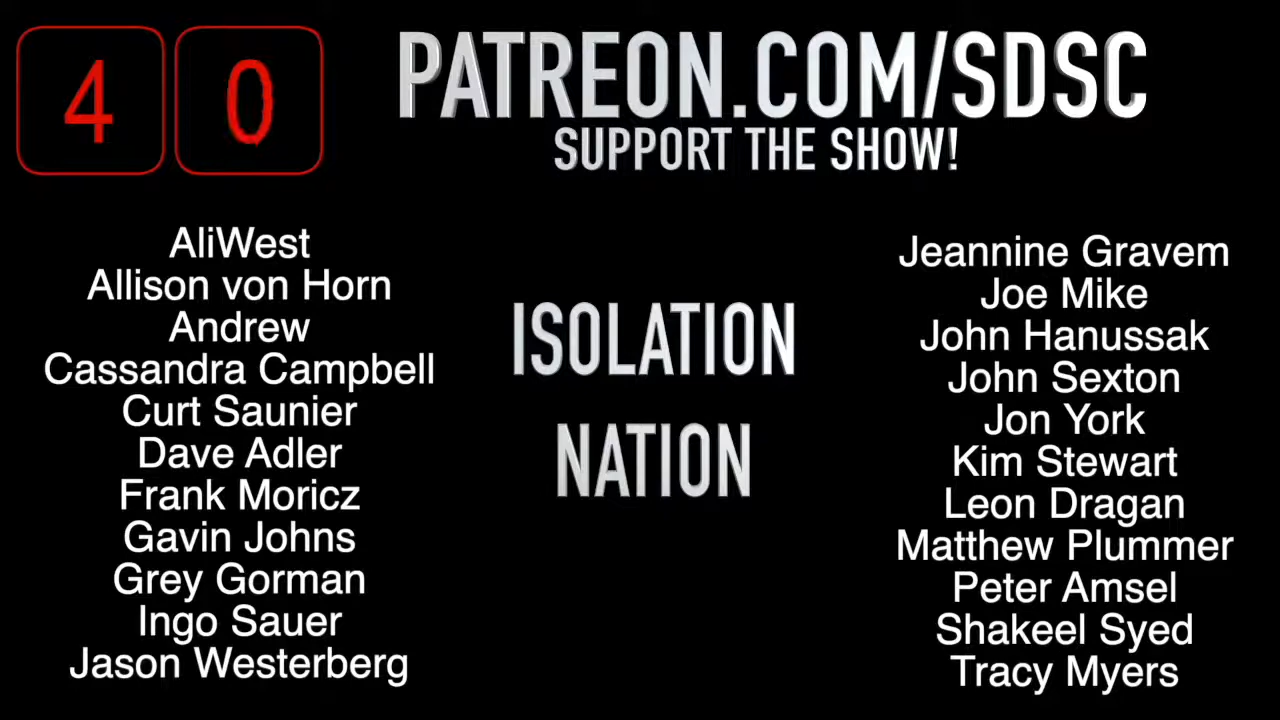 4 0
PATREON.COM/SDSC
SUPPORT THE SHOW!
AliWest
Allison von Horn
Andrew
Cassandra Campbell
Curt Saunier
Dave Adler
Frank Moricz
Gavin Johns
Grey Gorman
Ingo Sauer
Jason Westerberg
ISOLATION
NATION
Jeannine Gravem
Joe Mike
John Hanussak
John Sexton
Jon York
Kim Stewart
Leon Dragan
Matthew Plummer
Peter Amsel
Shakeel Syed
Tracy Myers